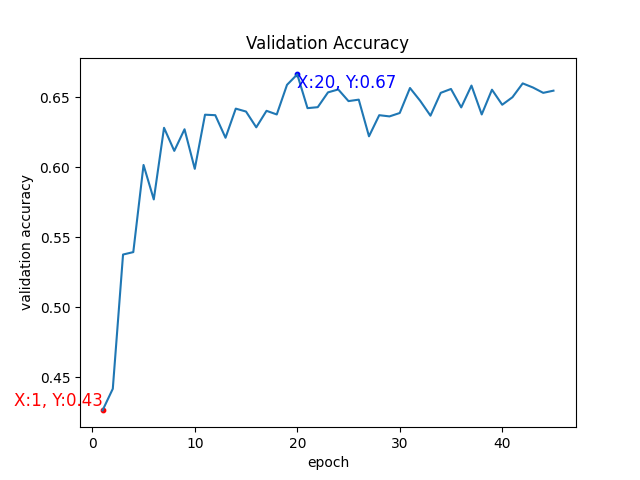 Validation Accuracy
X:20, Y:0.67
0.65
0.60
0.55
0.50
0.45
validation accuracy
X:1, Y:0.43
0
10
20
30
40
epoch